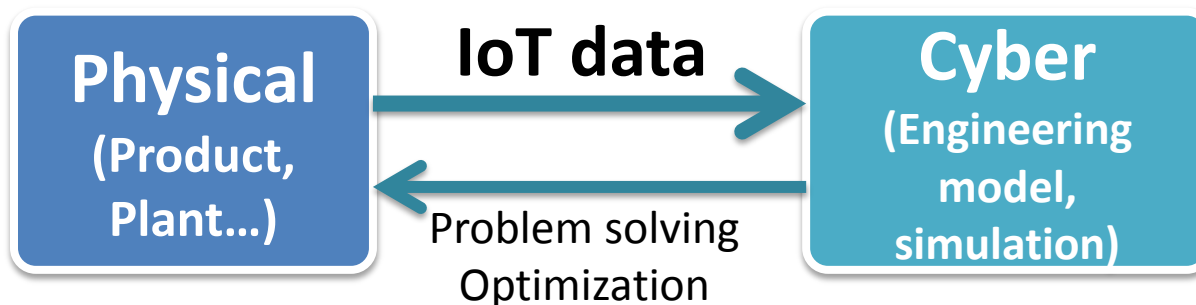 Physical
(Product,
Plant…)
IoT data
Problem solving
Optimization
Cyber
(Engineering
model,
simulation)